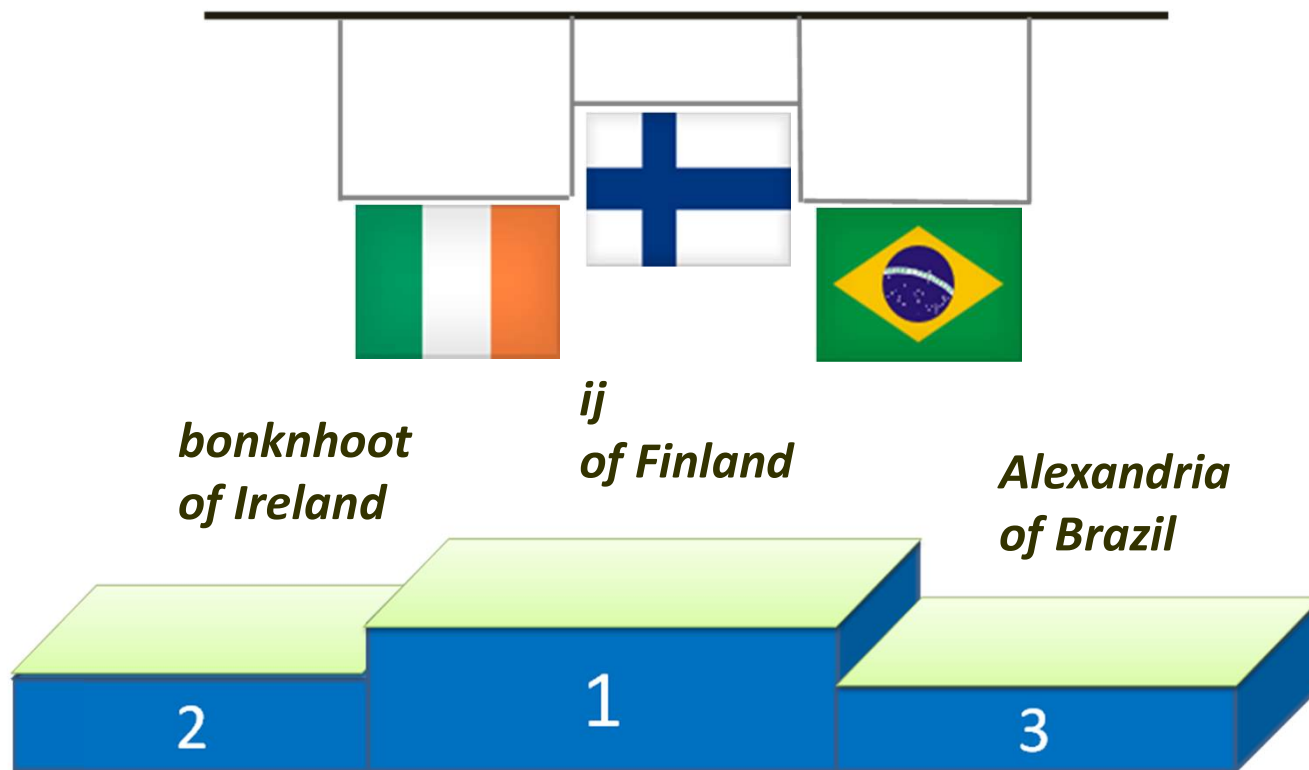 bonknhoot
of Ireland
ij
of Finland
Alexandria
of Brazil
2
1
3